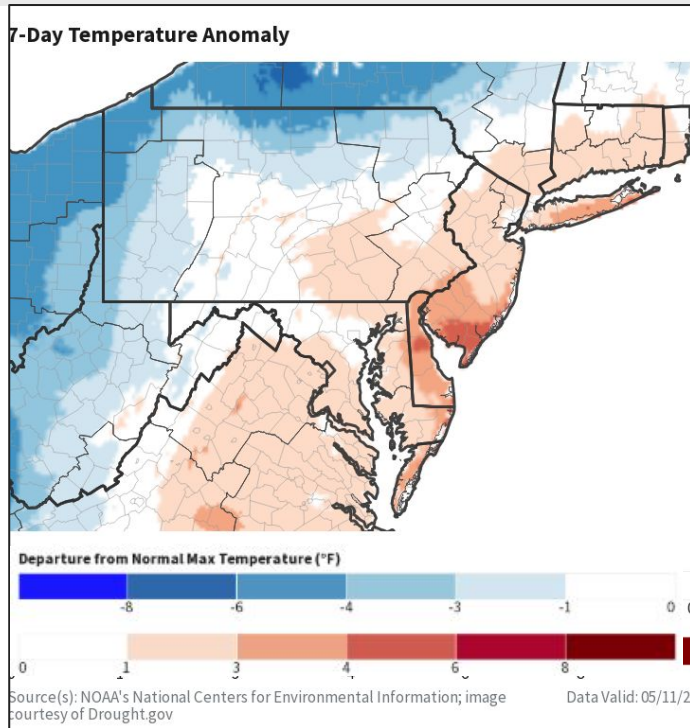 7-Day Temperature Anomaly
Departure from Normal Max Temperature (°F)
-8 -6 -4 -3 -1 0
0 1 3 4 6 8
Source(s): NOAA's National Centers for Environmental Information; image
courtesy of Drought.gov
Data Valid: 05/11/2